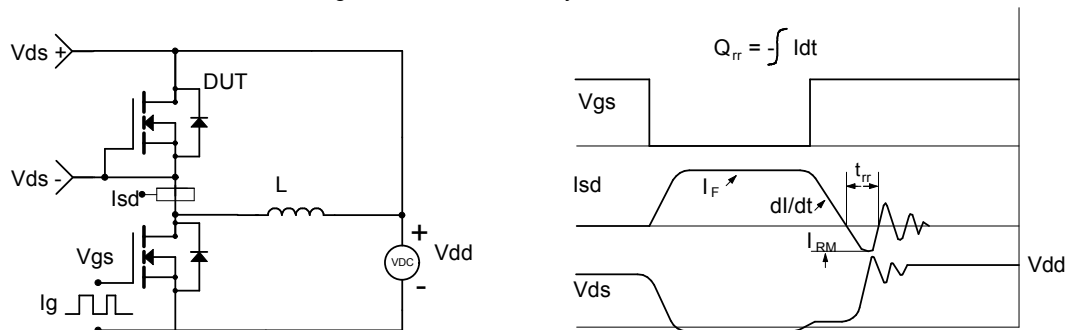 Vds +
DUT
Vds -
Isd
L
Vgs
Ig
+
VDC
-
Vdd
Qrr = -∫ Idt
Vgs
Isd
IF
dI/dt
trr
IRM
Vds
Vdd